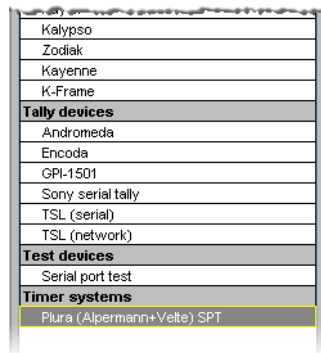 Kalypso
Zodiak
Kayenne
K-Frame
Tally devices
Andromeda
Encoda
GPI-1501
Sony serial tally
TSL (serial)
TSL (network)
Test devices
Serial port test
Timer systems
Plura (Alpermann+Velte) SPT